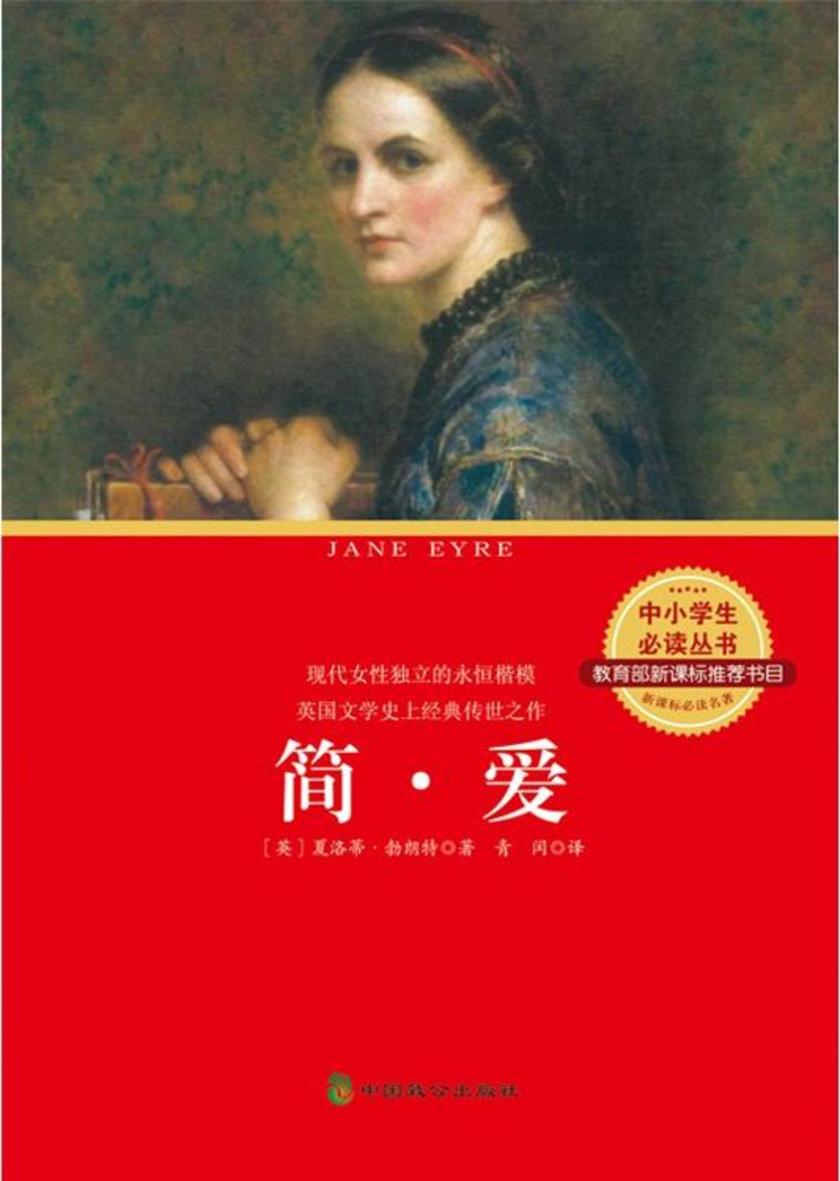 JANE EYRE
中小学生
必读丛书
教育部新课标推荐书目
新课标必读名著
现代女性独立的永恒楷模
英国文学史上经典传世之作
简·爱
［英］夏洛蒂·勃朗特◎著 青 闰◎译
中国致公出版社